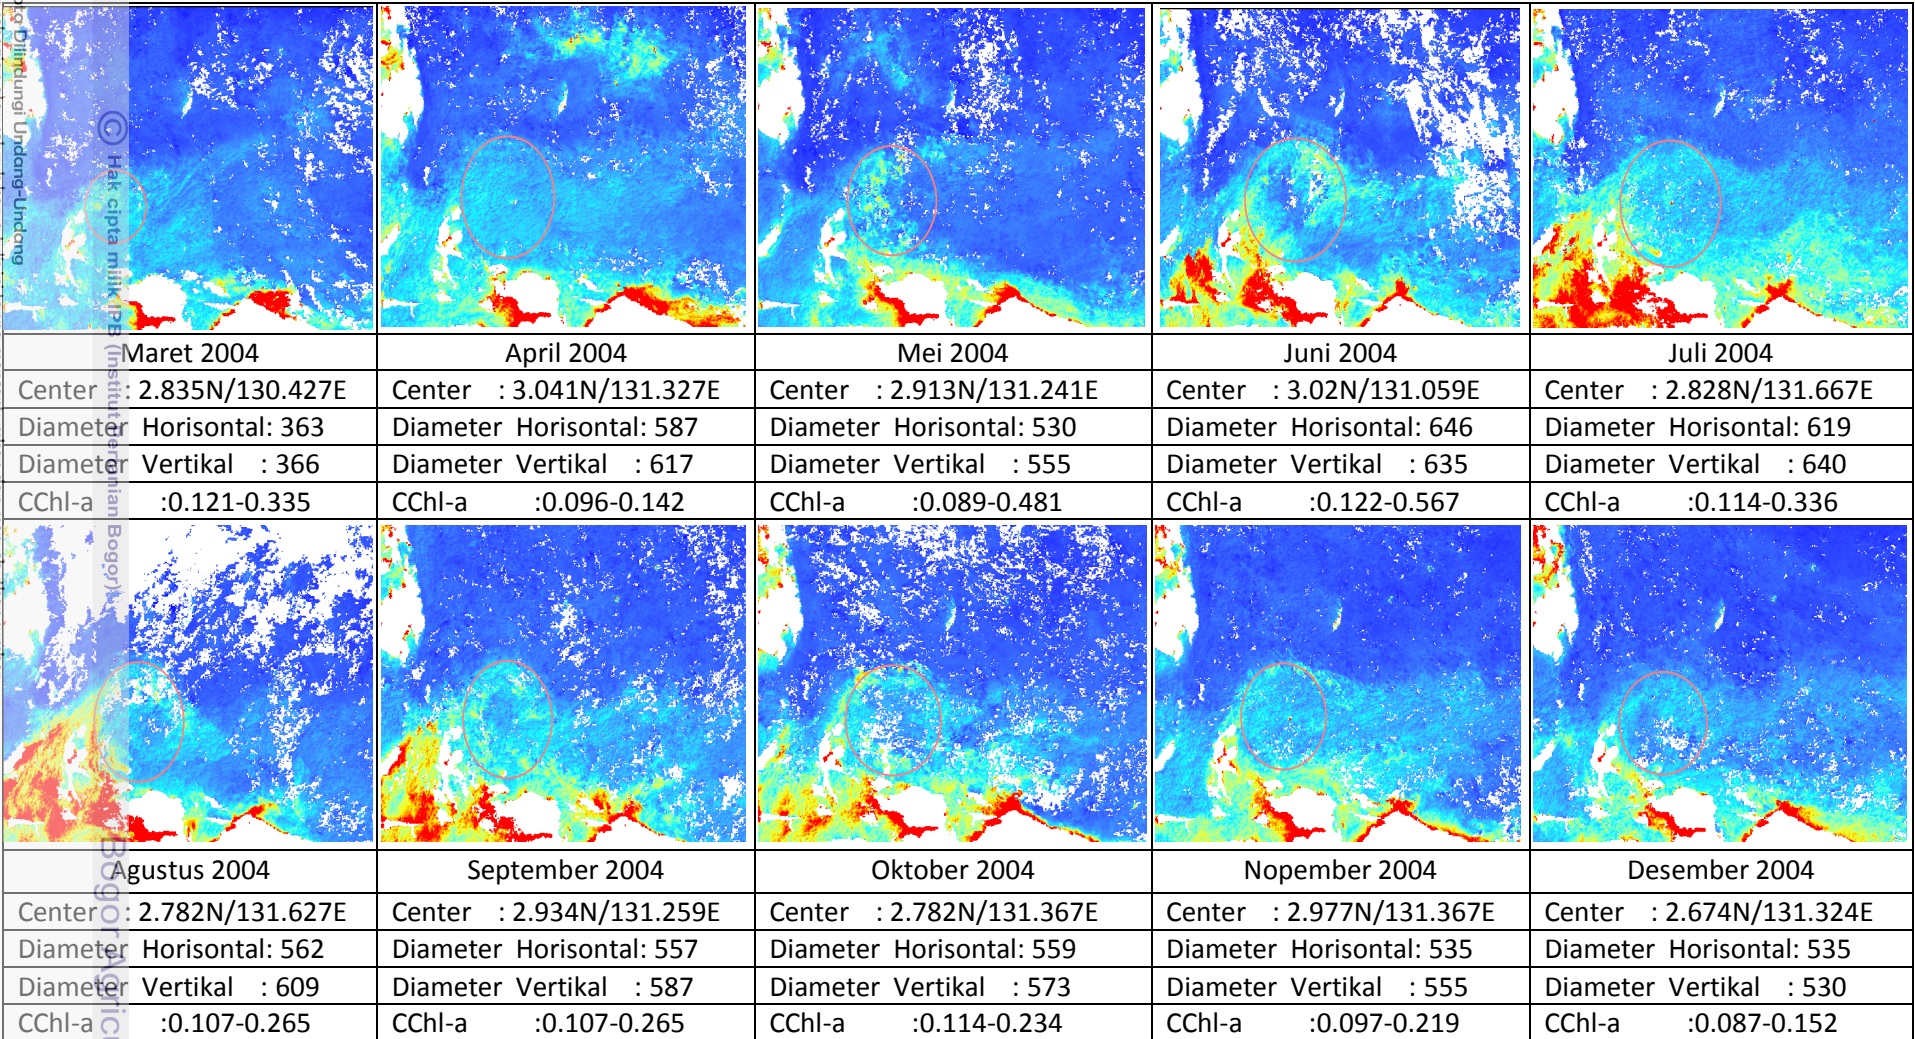 pta Dilindungi Undang-Undang
© Hak cipta milik IPB (Institut Pertanian Bogor)
Bogor Agricu
Maret 2004 April 2004 Mei 2004 Juni 2004 Juli 2004
Center : 2.835N/130.427E Center : 3.041N/131.327E Center : 2.913N/131.241E Center : 3.02N/131.059E Center : 2.828N/131.667E
Diameter Horisontal: 363 Diameter Horisontal: 587 Diameter Horisontal: 530 Diameter Horisontal: 646 Diameter Horisontal: 619
Diameter Vertikal : 366 Diameter Vertikal : 617 Diameter Vertikal : 555 Diameter Vertikal : 635 Diameter Vertikal : 640
CChl-a :0.121-0.335 CChl-a :0.096-0.142 CChl-a :0.089-0.481 CChl-a :0.122-0.567 CChl-a :0.114-0.336
Agustus 2004 September 2004 Oktober 2004 Nopember 2004 Desember 2004
Center : 2.782N/131.627E Center : 2.934N/131.259E Center : 2.782N/131.367E Center : 2.977N/131.367E Center : 2.674N/131.324E
Diameter Horisontal: 562 Diameter Horisontal: 557 Diameter Horisontal: 559 Diameter Horisontal: 535 Diameter Horisontal: 535
Diameter Vertikal : 609 Diameter Vertikal : 587 Diameter Vertikal : 573 Diameter Vertikal : 555 Diameter Vertikal : 530
CChl-a :0.107-0.265 CChl-a :0.107-0.265 CChl-a :0.114-0.234 CChl-a :0.097-0.219 CChl-a :0.087-0.152